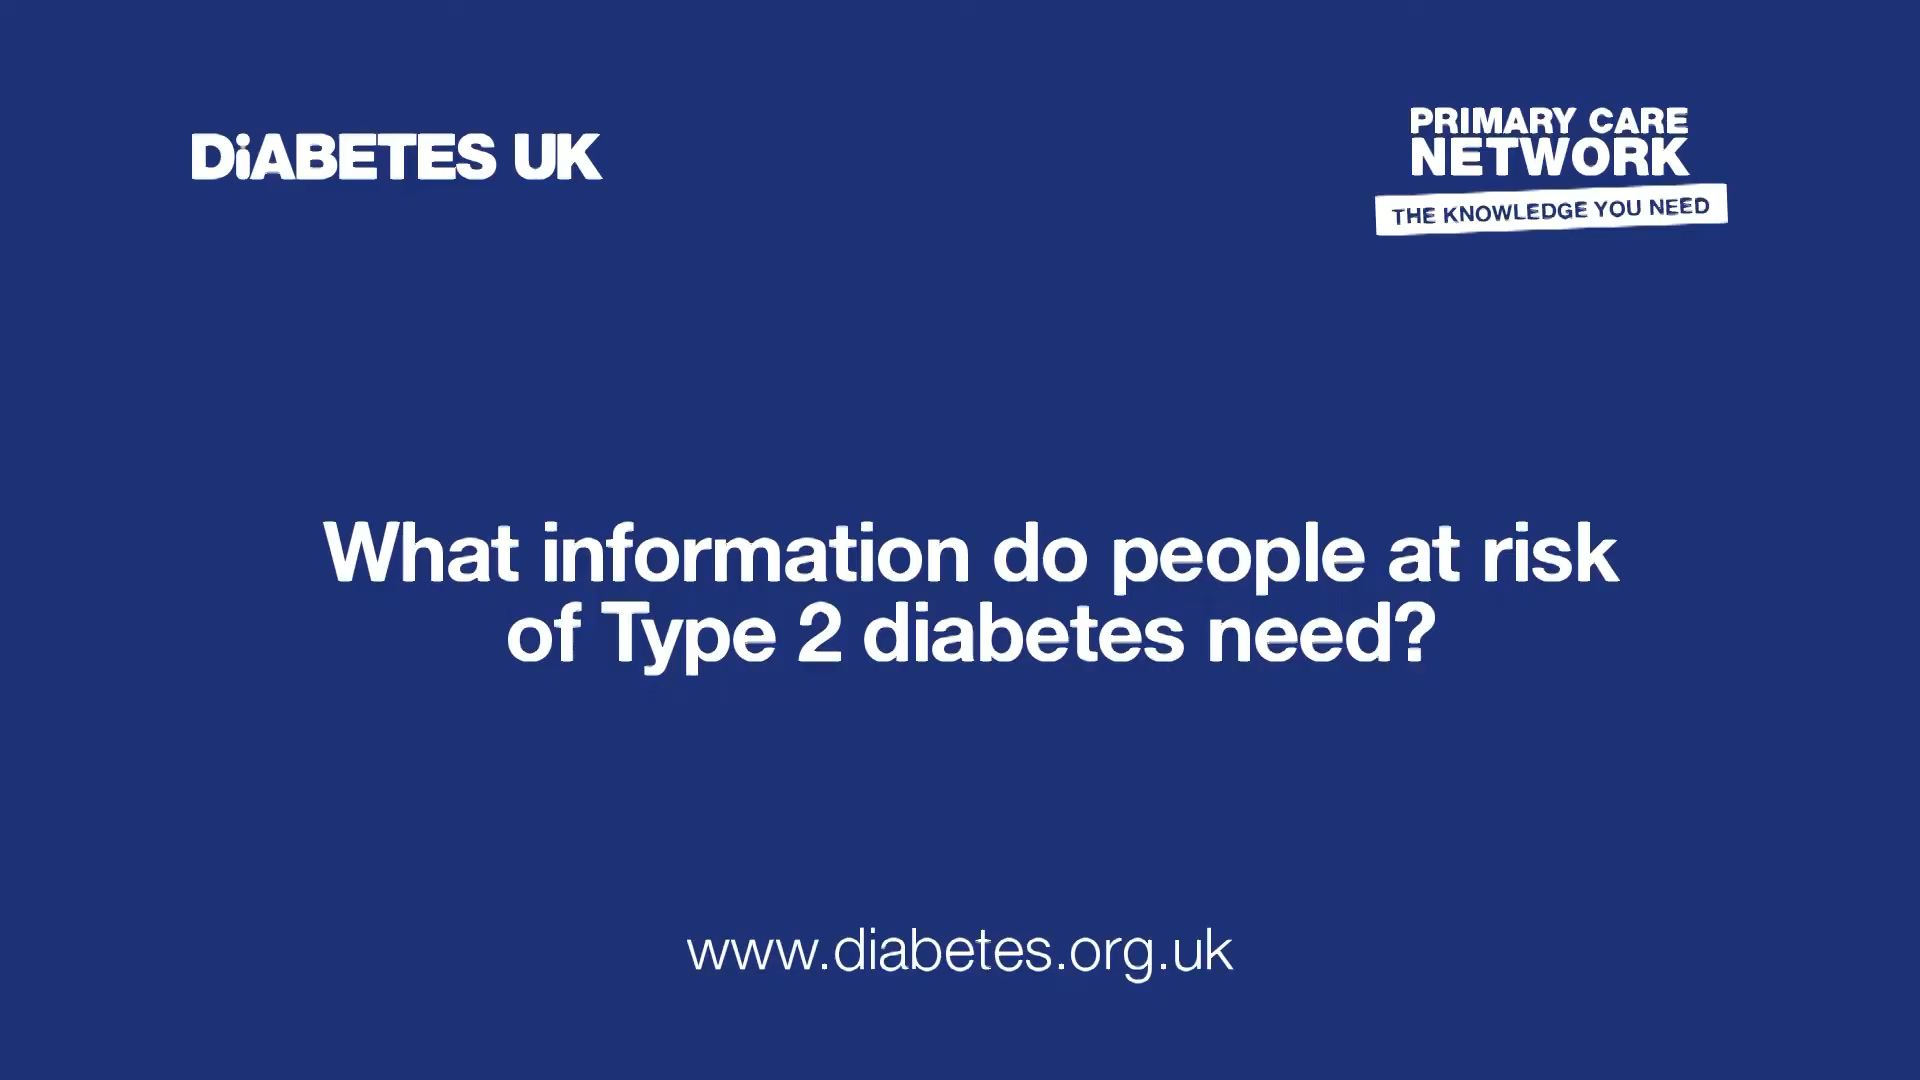 DiABETES UK
PRIMARY CARE
NETWORK
THE KNOWLEDGE YOU NEED
What information do people at risk
of Type 2 diabetes need?
www.diabetes.org.uk